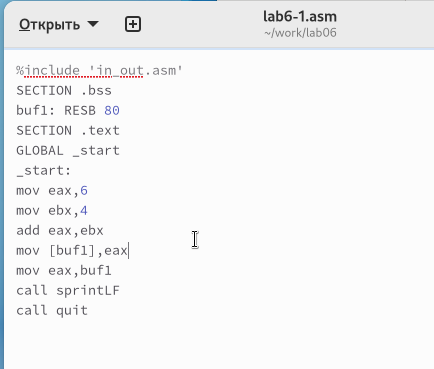 Открыть
lab6-1.asm
~/work/lab06
%include 'in_out.asm'
SECTION .bss
buf1: RESB 80
SECTION .text
GLOBAL _start
_start:
mov eax,6
mov ebx,4
add eax,ebx
mov [buf1],eax
mov eax,buf1
call sprintLF
call quit